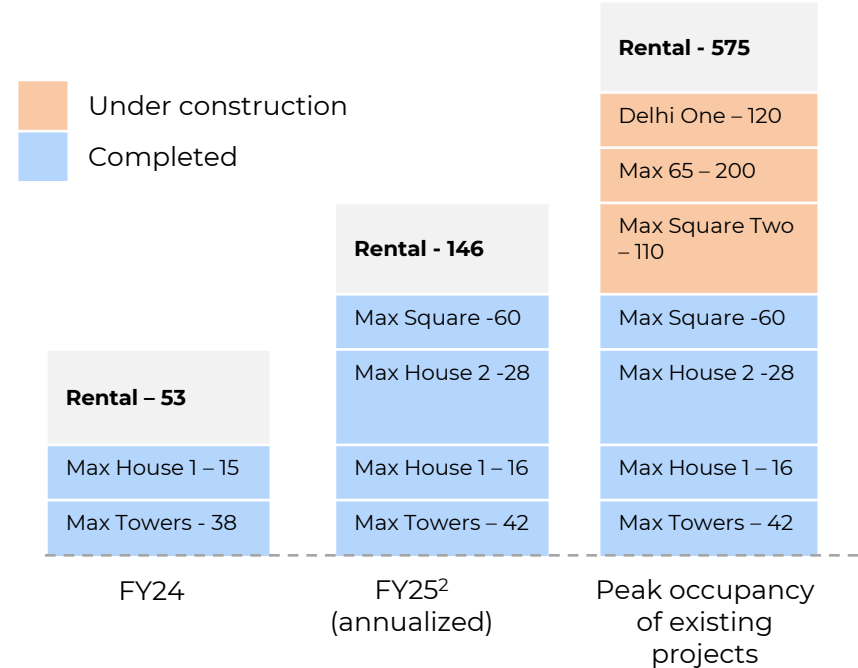 Under construction
Completed
Rental – 53
Max House 1 – 15
Max Towers - 38
FY24
Rental - 146
Max Square -60
Max House 2 -28
Max House 1 – 16
Max Towers – 42
FY25²
(annualized)
Rental - 575
Delhi One – 120
Max 65 – 200
Max Square Two
– 110
Max Square -60
Max House 2 -28
Max House 1 – 16
Max Towers – 42
Peak occupancy
of existing
projects